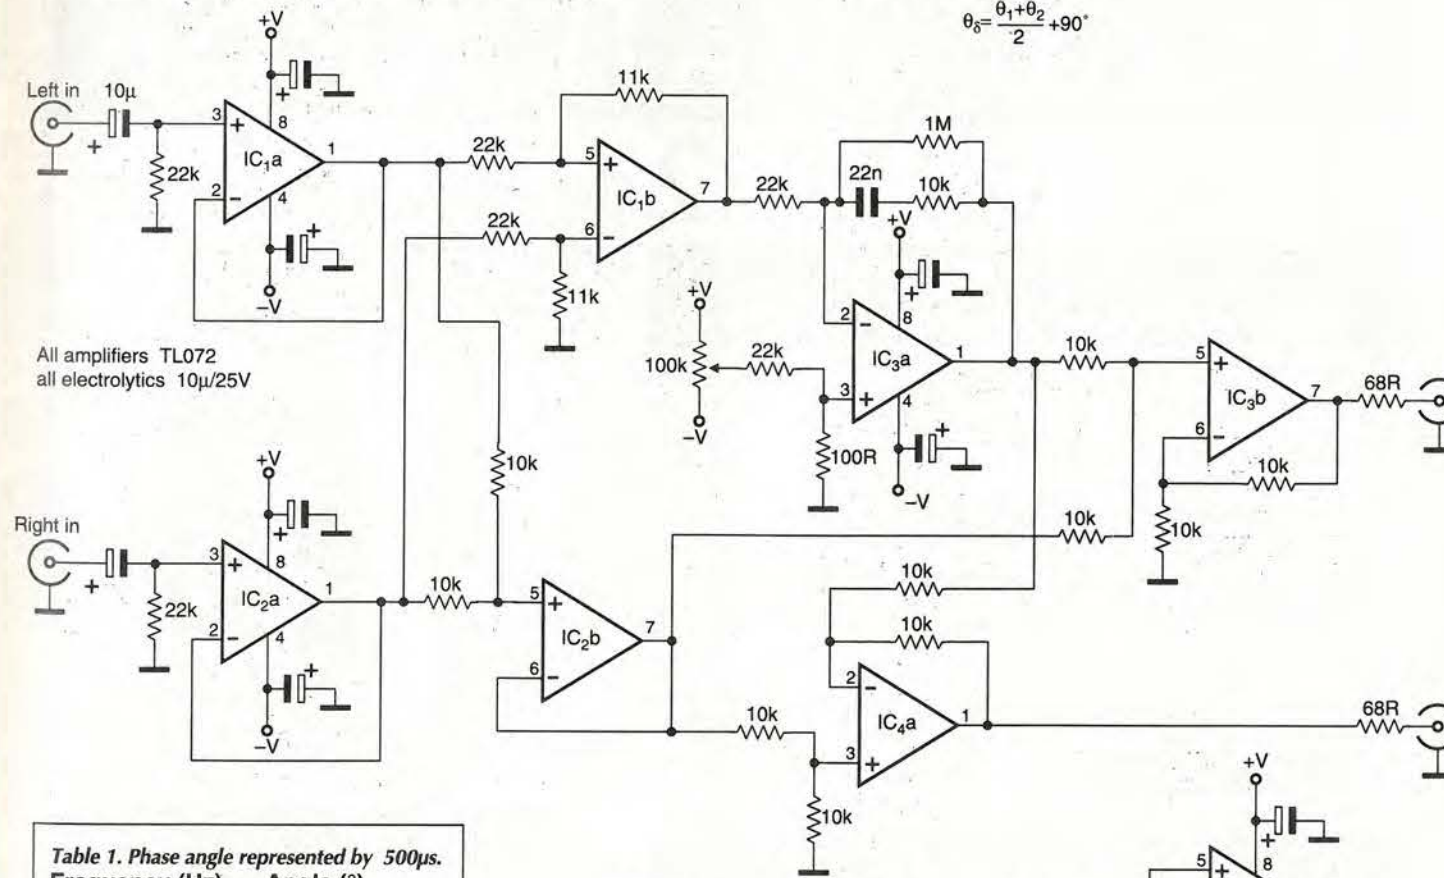 θδ= θ1+θ2 / 2 +90°
+V
Left in 10μ
+
3
+
8
IC1a
1
22k
2
–
4
+
–V
All amplifiers TL072
all electrolytics 10μ/25V
22k
22k
11k
11k
5
+
IC1b
7
6
–
22k
1M
22n
10k
+V
+
2
–
8
IC3a
1
3
+
4
+
–V
+V
100k
–V
22k
100R
10k
5
+
IC3b
7
6
–
68R
10k
10k
10k
10k
Right in
+
+V
+
3
+
8
IC2a
1
22k
2
–
4
+
–V
10k
5
+
IC2b
7
6
–
10k
10k
2
–
IC4a
1
10k
3
+
10k
68R
+V
+
5
+
8
Table 1. Phase angle represented by 500μs.
Frequency (Hz) Angle (°)